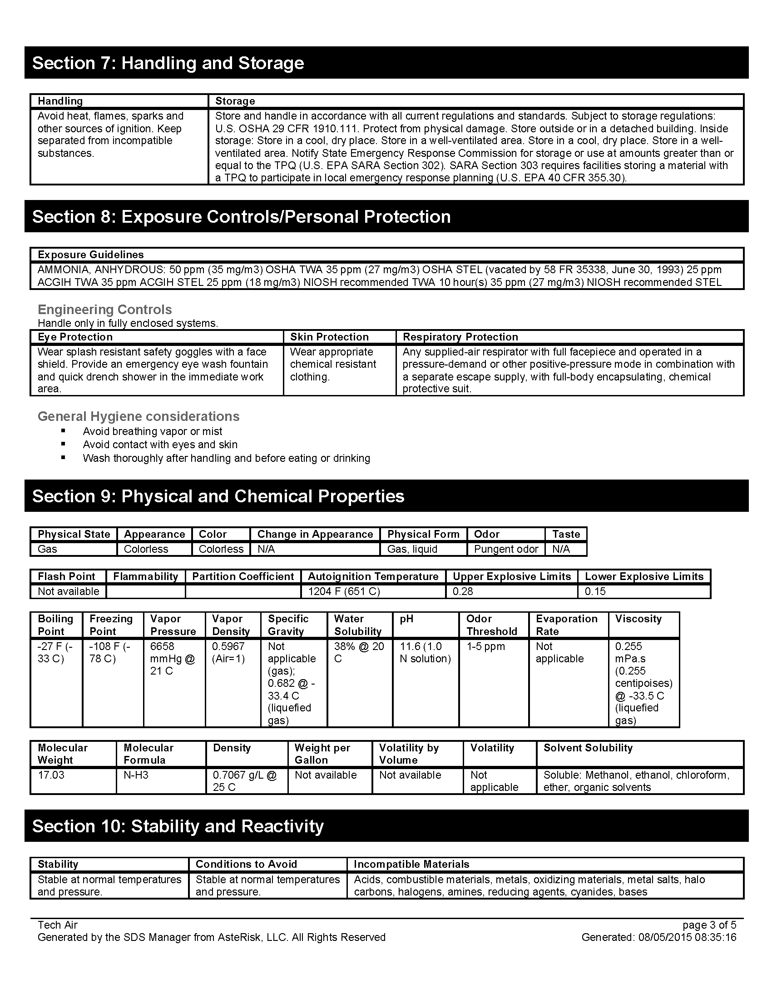 Section 7: Handling and Storage
Handling
Storage
Avoid heat, flames, sparks and
other sources of ignition. Keep
separated from incompatible
substances.
Store and handle in accordance with all current regulations and standards. Subject to storage regulations:
U.S. OSHA 29 CFR 1910.111. Protect from physical damage. Store outside or in a detached building. Inside
storage: Store in a cool, dry place. Store in a well-ventilated area. Store in a cool, dry place. Store in a well-
ventilated area. Notify State Emergency Response Commission for storage or use at amounts greater than or
equal to the TPQ (U.S. EPA SARA Section 302). SARA Section 303 requires facilities storing a material with
a TPQ to participate in local emergency response planning (U.S. EPA 40 CFR 355.30).
Section 8: Exposure Controls/Personal Protection
Exposure Guidelines
AMMONIA, ANHYDROUS: 50 ppm (35 mg/m3) OSHA TWA 35 ppm (27 mg/m3) OSHA STEL (vacated by 58 FR 35338, June 30, 1993) 25 ppm
ACGIH TWA 35 ppm ACGIH STEL 25 ppm (18 mg/m3) NIOSH recommended TWA 10 hour(s) 35 ppm (27 mg/m3) NIOSH recommended STEL
Engineering Controls
Handle only in fully enclosed systems.
Eye Protection
Skin Protection
Respiratory Protection
Wear splash resistant safety goggles with a face
shield. Provide an emergency eye wash fountain
and quick drench shower in the immediate work
area.
Wear appropriate
chemical resistant
clothing.
Any supplied-air respirator with full facepiece and operated in a
pressure-demand or other positive-pressure mode in combination with
a separate escape supply, with full-body encapsulating, chemical
protective suit.
General Hygiene considerations
▪ Avoid breathing vapor or mist
▪ Avoid contact with eyes and skin
▪ Wash thoroughly after handling and before eating or drinking
Section 9: Physical and Chemical Properties
Physical State Appearance Color Change in Appearance Physical Form Odor Taste
Gas Colorless Colorless N/A Gas, liquid Pungent odor N/A
Flash Point Flammability Partition Coefficient Autoignition Temperature Upper Explosive Limits Lower Explosive Limits
Not available 1204 F (651 C) 0.28 0.15
Boiling
Point
Freezing
Point
Vapor
Pressure
Vapor
Density
Specific
Gravity
Water
Solubility
pH
Odor
Threshold
Evaporation
Rate
Viscosity
-27 F (-
33 C)
-108 F (-
78 C)
6658
mmHg @
21 C
0.5967
(Air=1)
Not
applicable
(gas);
0.682 @ -
33.4 C
(liquefied
gas)
38% @ 20
C
11.6 (1.0
N solution)
1-5 ppm
Not
applicable
0.255
mPa.s
(0.255
centipoises)
@ -33.5 C
(liquefied
gas)
Molecular
Weight
Molecular
Formula
Density
Weight per
Gallon
Volatility by
Volume
Volatility
Solvent Solubility
17.03
N-H3
0.7067 g/L @
25 C
Not available
Not available
Not
applicable
Soluble: Methanol, ethanol, chloroform,
ether, organic solvents
Section 10: Stability and Reactivity
Stability
Conditions to Avoid
Incompatible Materials
Stable at normal temperatures
and pressure.
Stable at normal temperatures
and pressure.
Acids, combustible materials, metals, oxidizing materials, metal salts, halo
carbons, halogens, amines, reducing agents, cyanides, bases
Tech Air page 3 of 5
Generated by the SDS Manager from AsteRisk, LLC. All Rights Reserved Generated: 08/05/2015 08:35:16